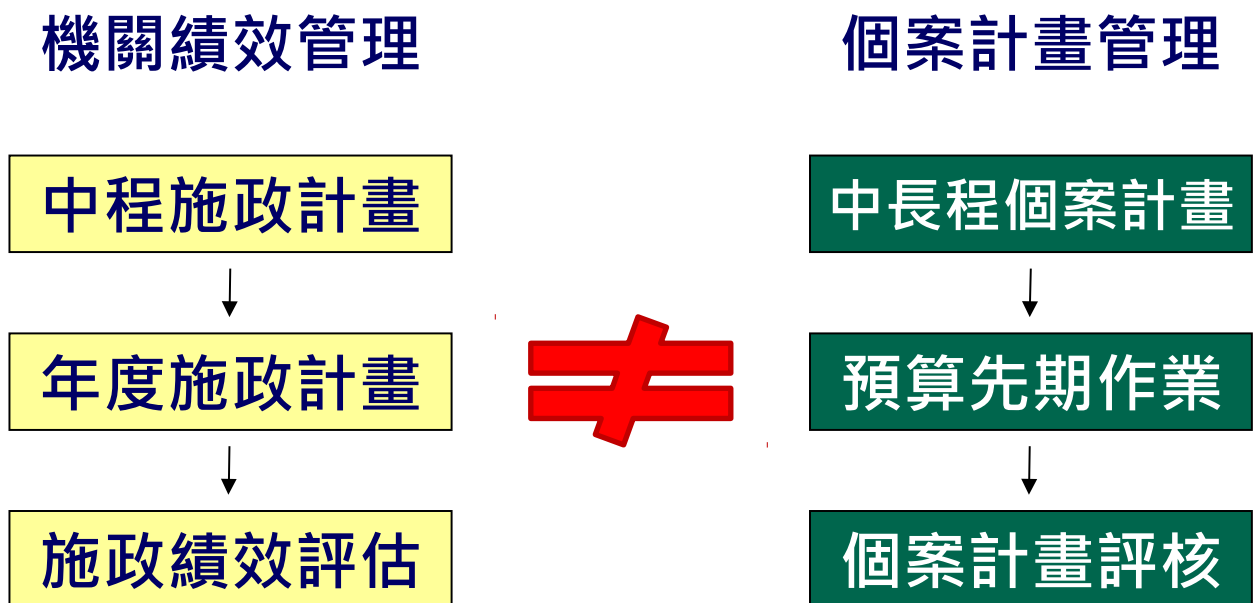 機關績效管理
個案計畫管理
中程施政計畫
中長程個案計畫
年度施政計畫
預算先期作業
施政績效評估
個案計畫評核